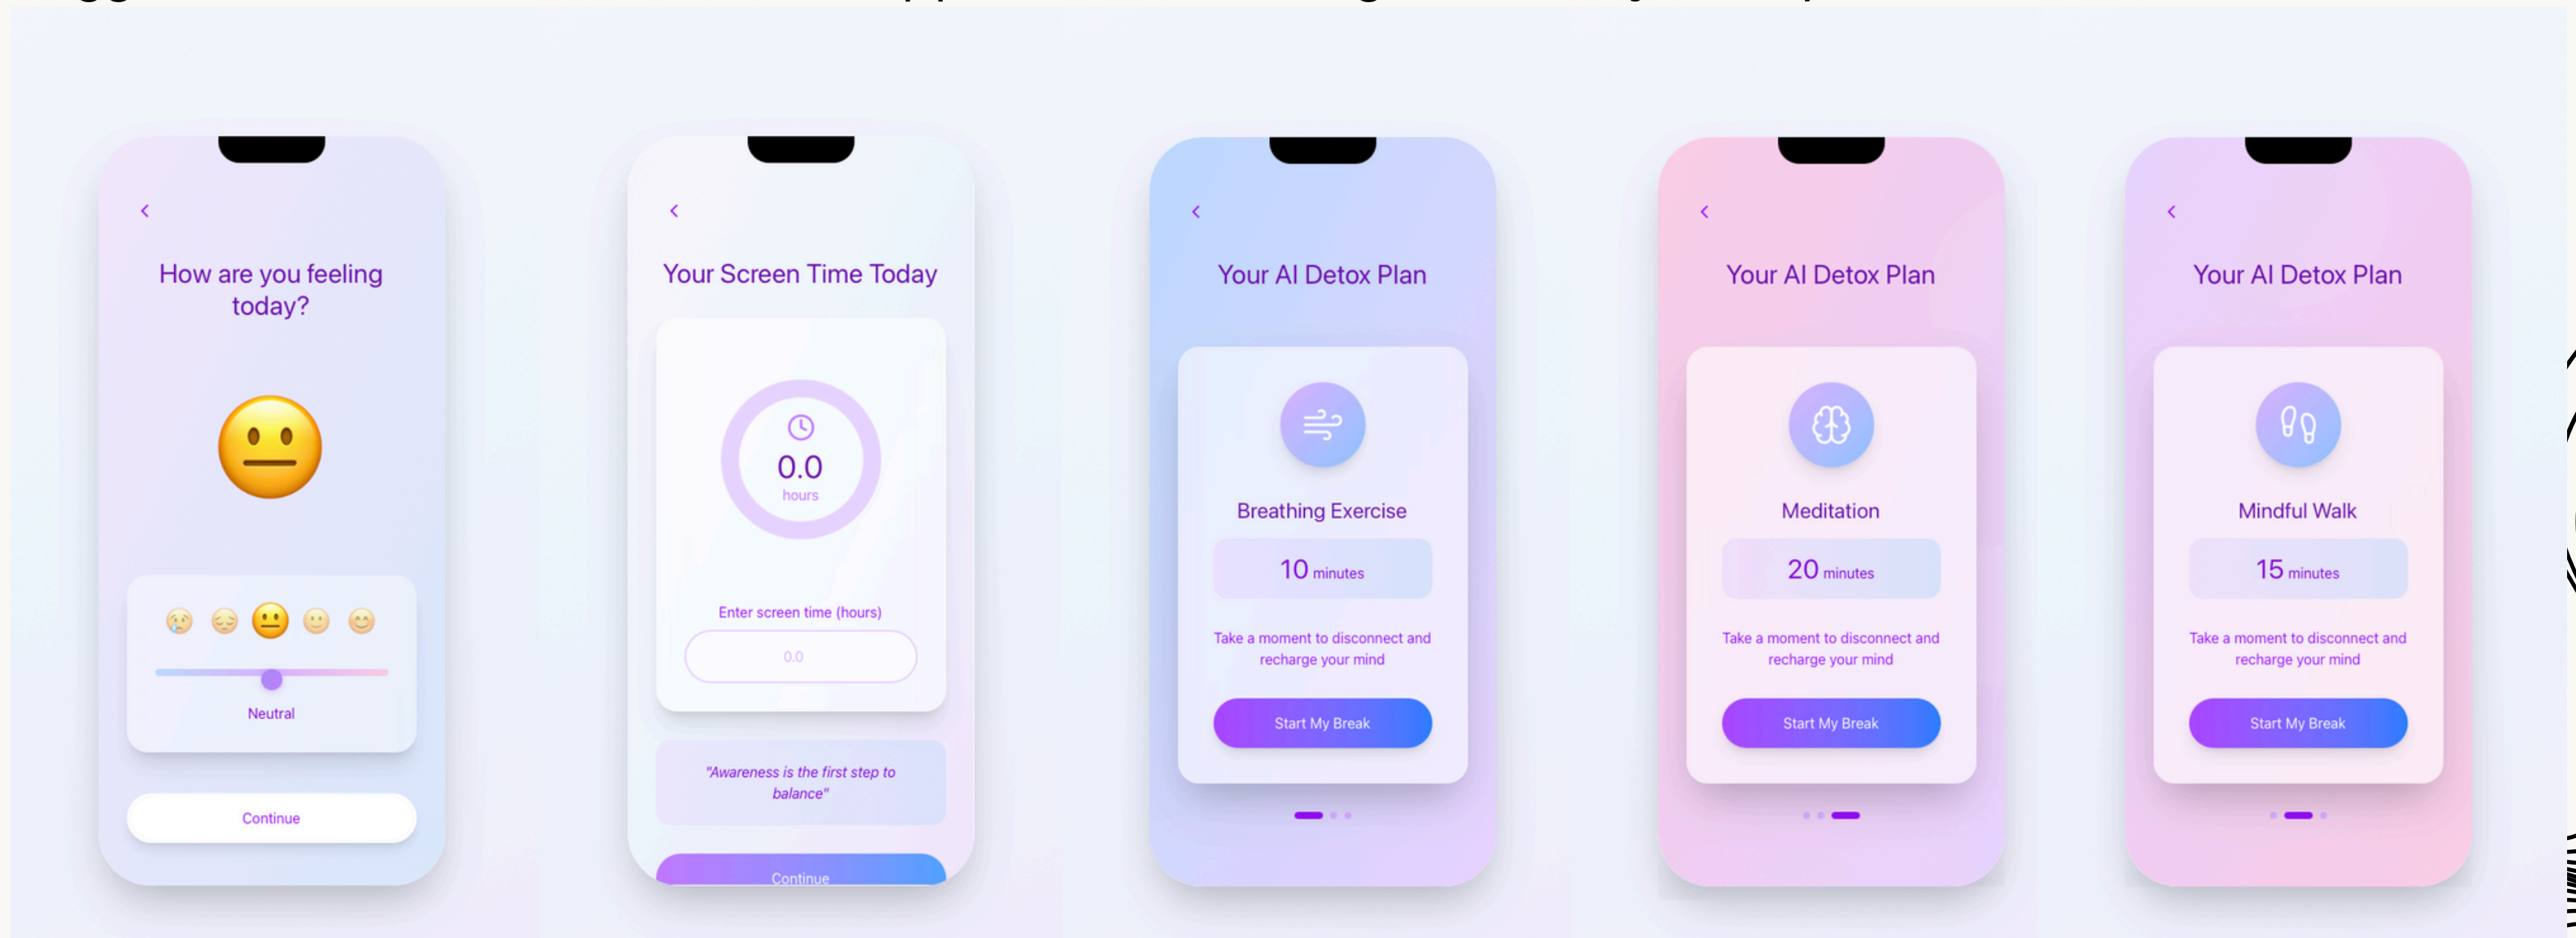 How are you feeling
today?
Neutral
Continue
Your Screen Time Today
0.0
hours
Enter screen time (hours)
0.0
"Awareness is the first step to
balance"
Continue
Your AI Detox Plan
Breathing Exercise
10 minutes
Take a moment to disconnect and
recharge your mind
Start My Break
Your AI Detox Plan
Meditation
20 minutes
Take a moment to disconnect and
recharge your mind
Start My Break
Your AI Detox Plan
Mindful Walk
15 minutes
Take a moment to disconnect and
recharge your mind
Start My Break